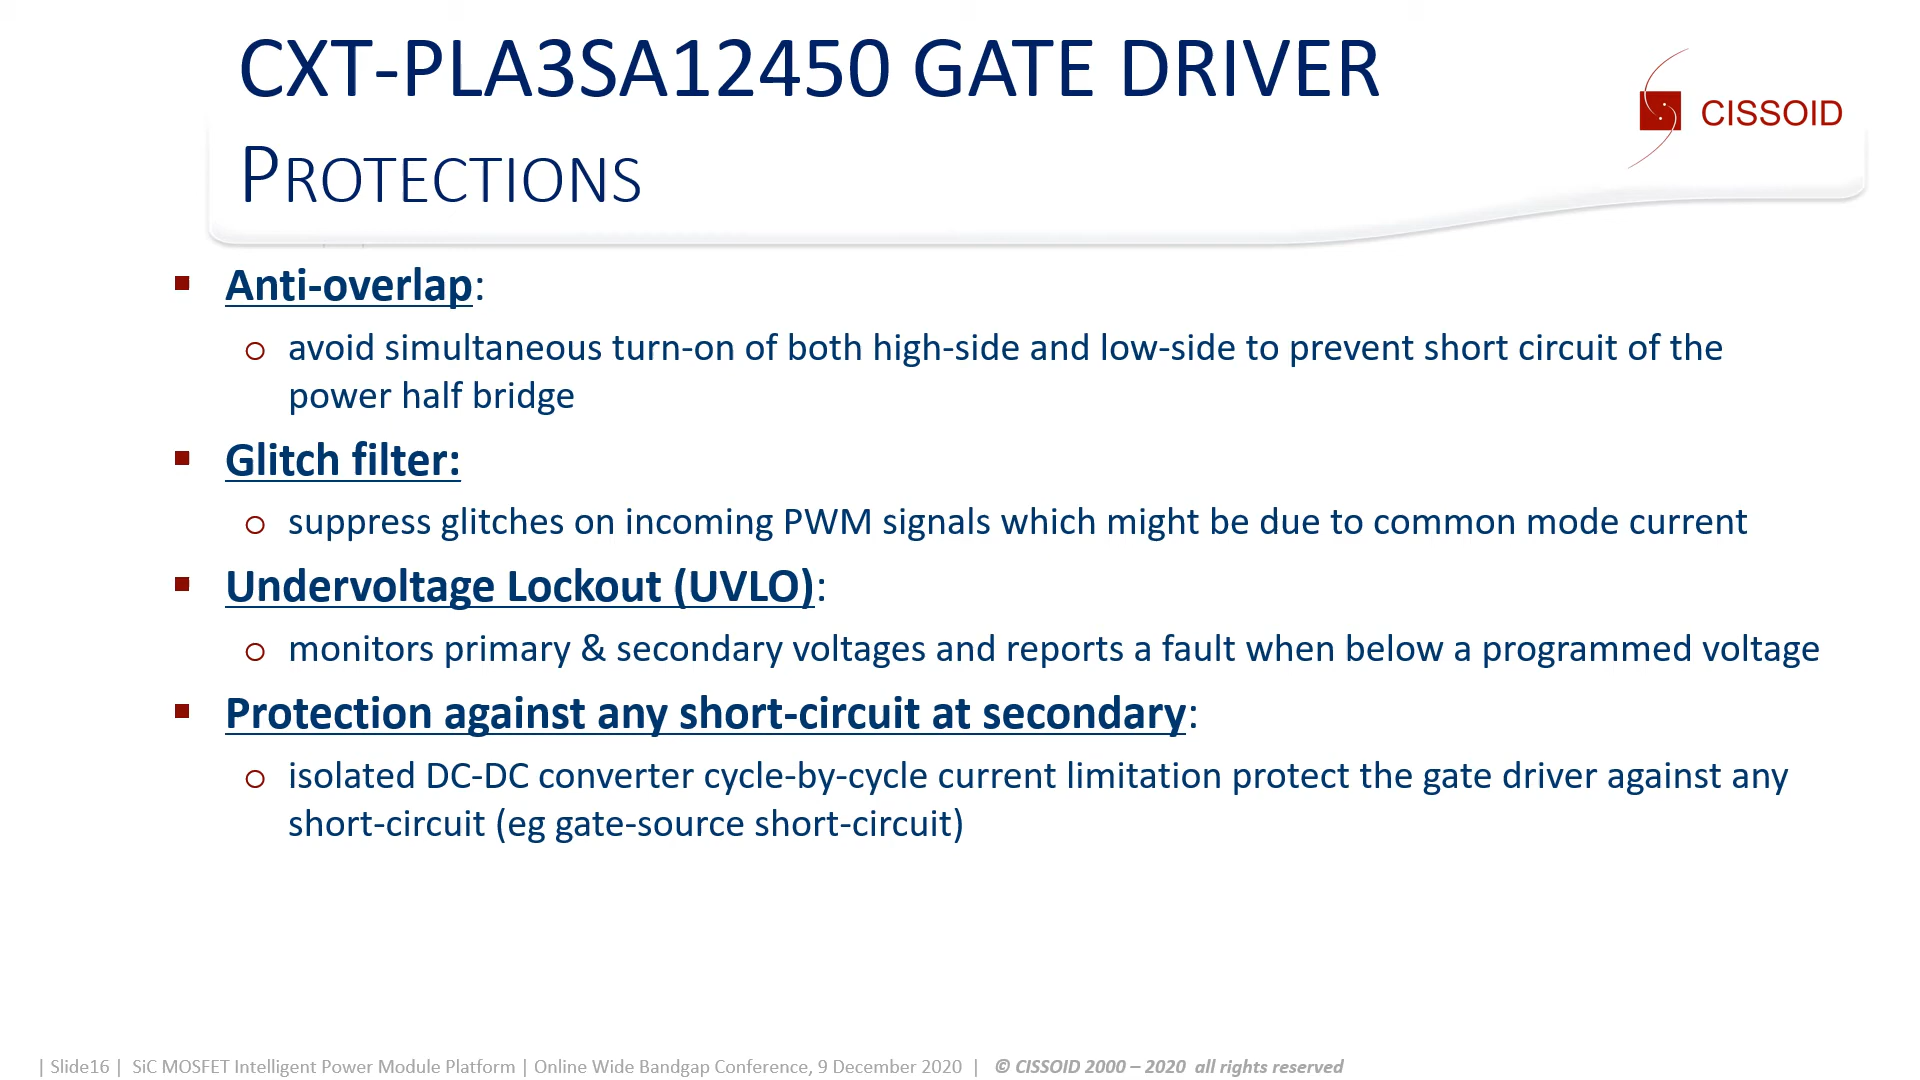 CXT-PLA3SA12450 GATE DRIVER
PROTECTIONS
CISSOID
▪ Anti-overlap:
o avoid simultaneous turn-on of both high-side and low-side to prevent short circuit of the
power half bridge
▪ Glitch filter:
o suppress glitches on incoming PWM signals which might be due to common mode current
▪ Undervoltage Lockout (UVLO):
o monitors primary & secondary voltages and reports a fault when below a programmed voltage
▪ Protection against any short-circuit at secondary:
o isolated DC-DC converter cycle-by-cycle current limitation protect the gate driver against any
short-circuit (eg gate-source short-circuit)
| Slide16 | SiC MOSFET Intelligent Power Module Platform | Online Wide Bandgap Conference, 9 December 2020 | © CISSOID 2000 – 2020 all rights reserved